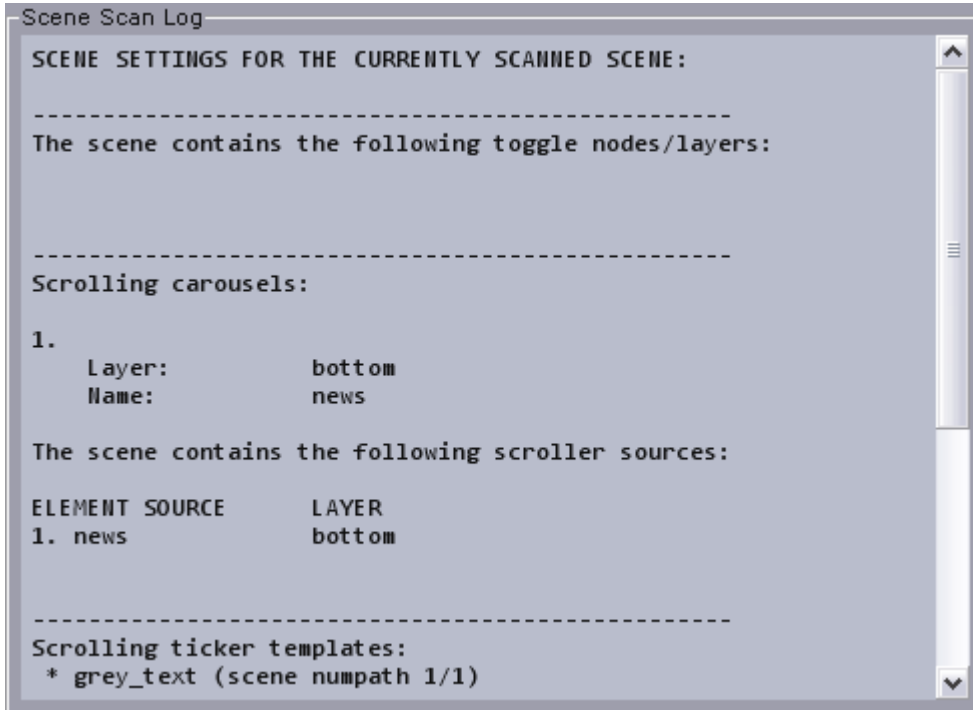 Scene Scan Log
SCENE SETTINGS FOR THE CURRENTLY SCANNED SCENE:
--------------------------------------------------
The scene contains the following toggle nodes/layers:
--------------------------------------------------
Scrolling carousels:
1.
Layer: bottom
Name: news
The scene contains the following scroller sources:
ELEMENT SOURCE LAYER
1. news bottom
--------------------------------------------------
Scrolling ticker templates:
* grey_text (scene numpath 1/1)